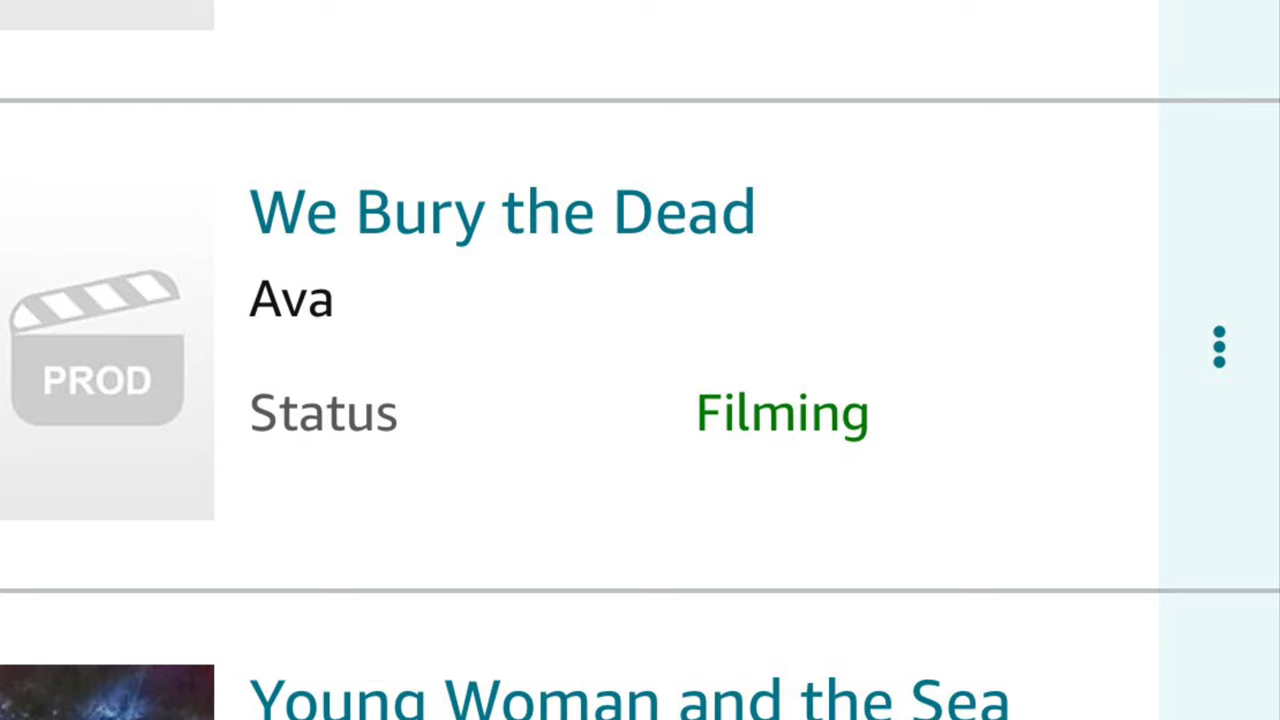 We Bury the Dead
Ava
PROD
Status Filming
Young Woman and the Sea